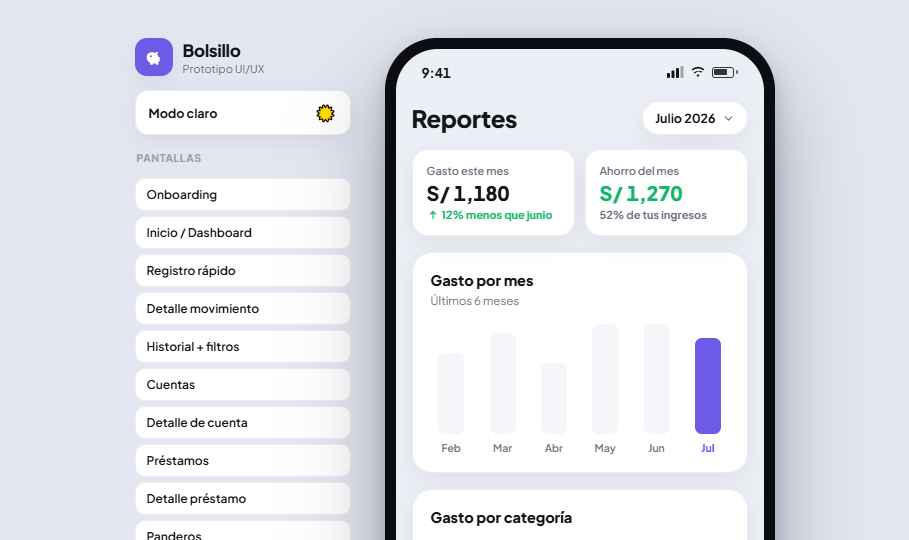 Bolsillo
Prototipo UI/UX
Modo claro
PANTALLAS
Onboarding
Inicio / Dashboard
Registro rápido
Detalle movimiento
Historial + filtros
Cuentas
Detalle de cuenta
Préstamos
Detalle préstamo
Panderos
9:41
Reportes
Julio 2026
Gasto este mes
S/ 1,180
↑ 12% menos que junio
Ahorro del mes
S/ 1,270
52% de tus ingresos
Gasto por mes
Últimos 6 meses
Feb Mar Abr May Jun Jul
Gasto por categoría